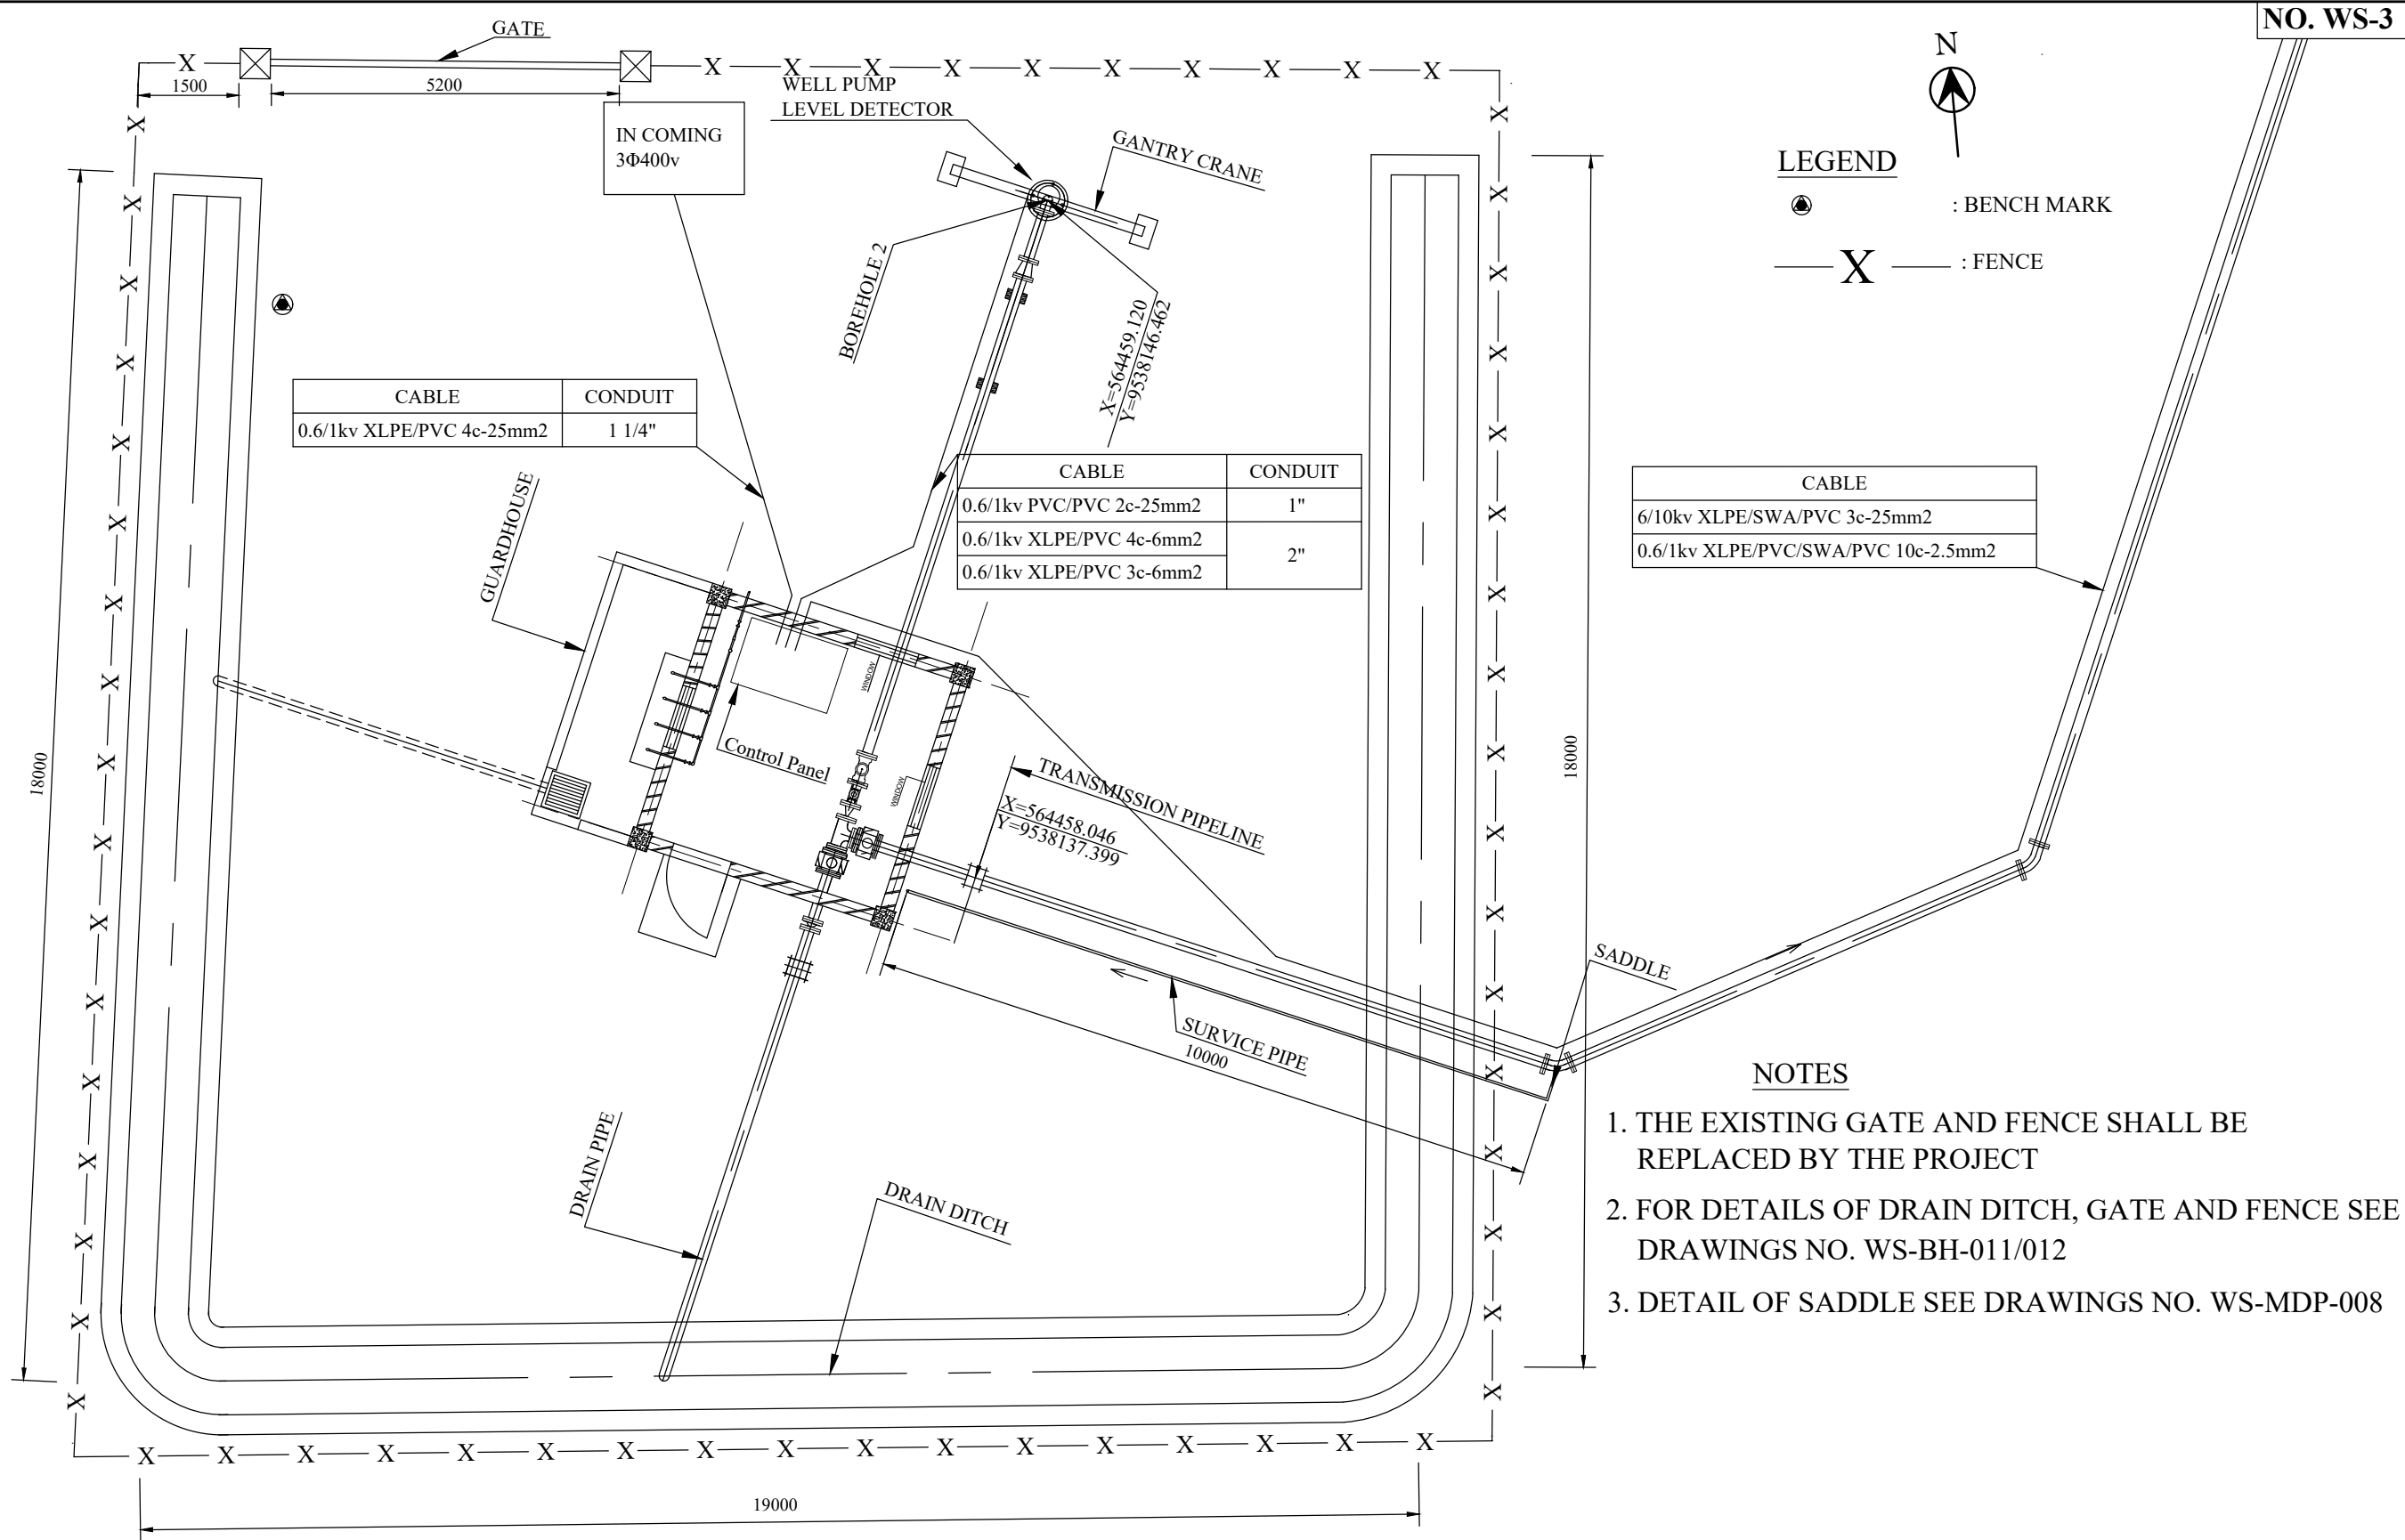 NO. WS-3
GATE
1500
5200
WELL PUMP
LEVEL DETECTOR
IN COMING
3Φ400v
GANTRY CRANE
N
LEGEND
: BENCH MARK
X : FENCE
BOREHOLE 2
X=564459.120
Y=9538146.462
CABLE CONDUIT
0.6/1kv XLPE/PVC 4c-25mm2 1 1/4"
CABLE CONDUIT
0.6/1kv PVC/PVC 2c-25mm2 1"
0.6/1kv XLPE/PVC 4c-6mm2 2"
0.6/1kv XLPE/PVC 3c-6mm2
CABLE
6/10kv XLPE/SWA/PVC 3c-25mm2
0.6/1kv XLPE/PVC/SWA/PVC 10c-2.5mm2
GUARDHOUSE
WINDOW
Control Panel
WINDOW
18000
18000
TRANSMISSION PIPELINE
X=564458.046
Y=9538137.399
SADDLE
SURVICE PIPE
10000
DRAIN PIPE
DRAIN DITCH
NOTES
1. THE EXISTING GATE AND FENCE SHALL BE
REPLACED BY THE PROJECT
2. FOR DETAILS OF DRAIN DITCH, GATE AND FENCE SEE
DRAWINGS NO. WS-BH-011/012
3. DETAIL OF SADDLE SEE DRAWINGS NO. WS-MDP-008
19000